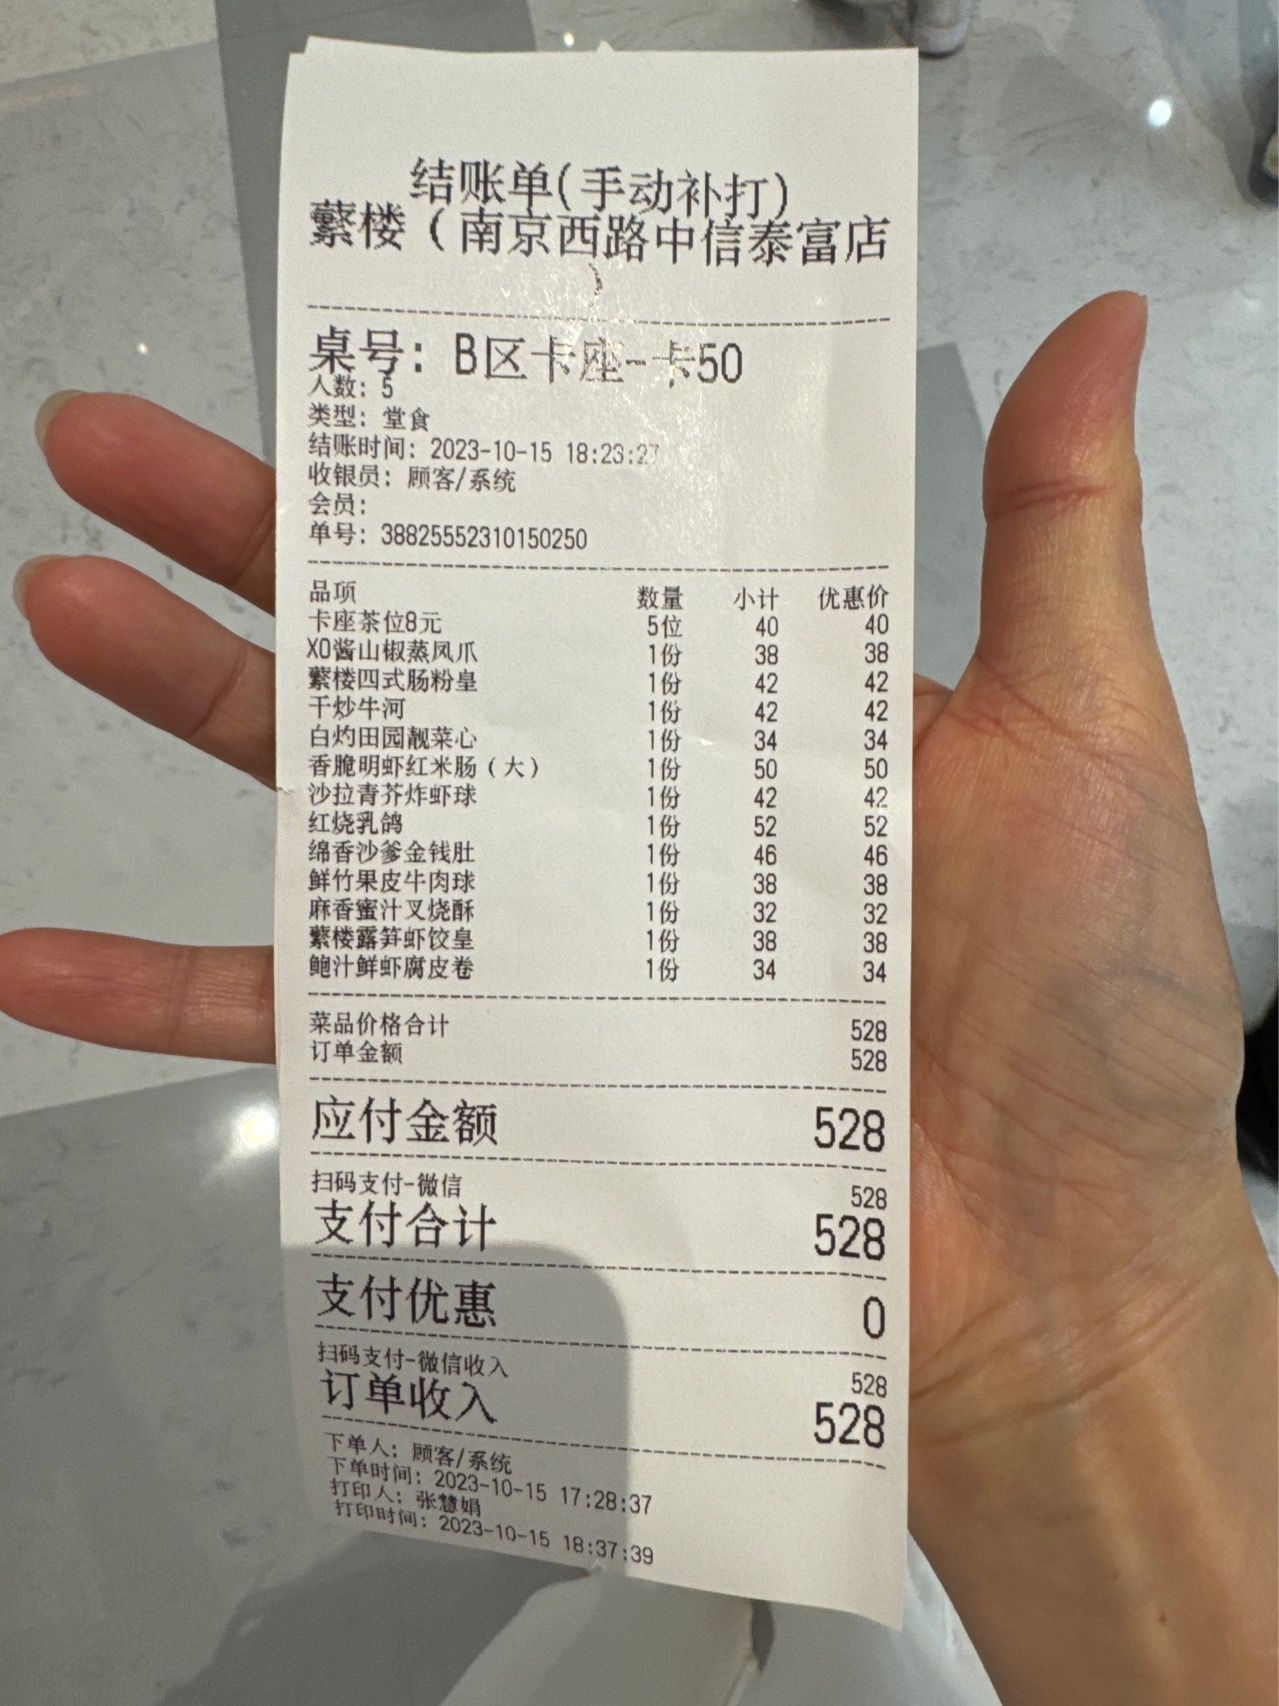 结账单(手动补打)
蘩楼（南京西路中信泰富店
）
桌号：B区卡座-卡50
人数：5
类型：堂食
结账时间：2023-10-15 18:23:27
收银员：顾客/系统
会员：
单号：38825552310150250
品项 数量 小计 优惠价
卡座茶位8元 5位 40 40
XO酱山椒蒸凤爪 1份 38 38
蘩楼四式肠粉皇 1份 42 42
干炒牛河 1份 42 42
白灼田园靓菜心 1份 34 34
香脆明虾红米肠（大） 1份 50 50
沙拉青芥炸虾球 1份 42 42
红烧乳鸽 1份 52 52
绵香沙爹金钱肚 1份 46 46
鲜竹果皮牛肉球 1份 38 38
麻香蜜汁叉烧酥 1份 32 32
蘩楼露笋虾饺皇 1份 38 38
鲍汁鲜虾腐皮卷 1份 34 34
菜品价格合计 528
订单金额 528
应付金额 528
扫码支付-微信 528
支付合计 528
支付优惠 0
扫码支付-微信收入 528
订单收入 528
下单人：顾客/系统
下单时间：2023-10-15 17:28:37
打印人：张慧娟
打印时间：2023-10-15 18:37:39